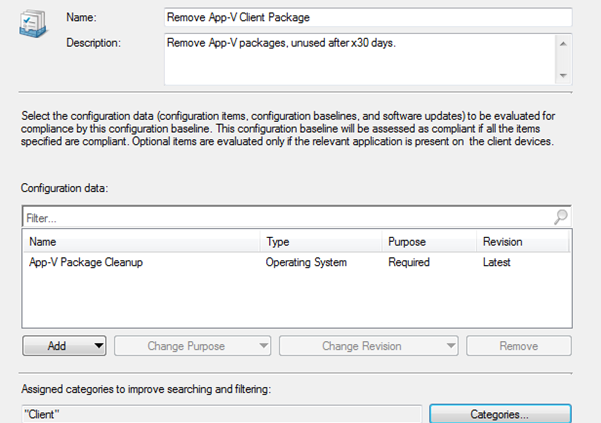 Name: Remove App-V Client Package
Description: Remove App-V packages, unused after x30 days.
Select the configuration data (configuration items, configuration baselines, and software updates) to be evaluated for
compliance by this configuration baseline. This configuration baseline will be assessed as compliant if all the items
specified are compliant. Optional items are evaluated only if the relevant application is present on the client devices.
Configuration data:
Filter...
Name Type Purpose Revision
App-V Package Cleanup Operating System Required Latest
Add Change Purpose Change Revision Remove
Assigned categories to improve searching and filtering:
"Client" Categories...